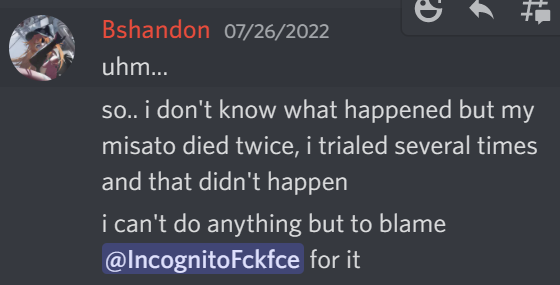 Bshandon 07/26/2022
uhm...
so.. i don't know what happened but my
misato died twice, i trialed several times
and that didn't happen
i can't do anything but to blame
@IncognitoFckfce for it